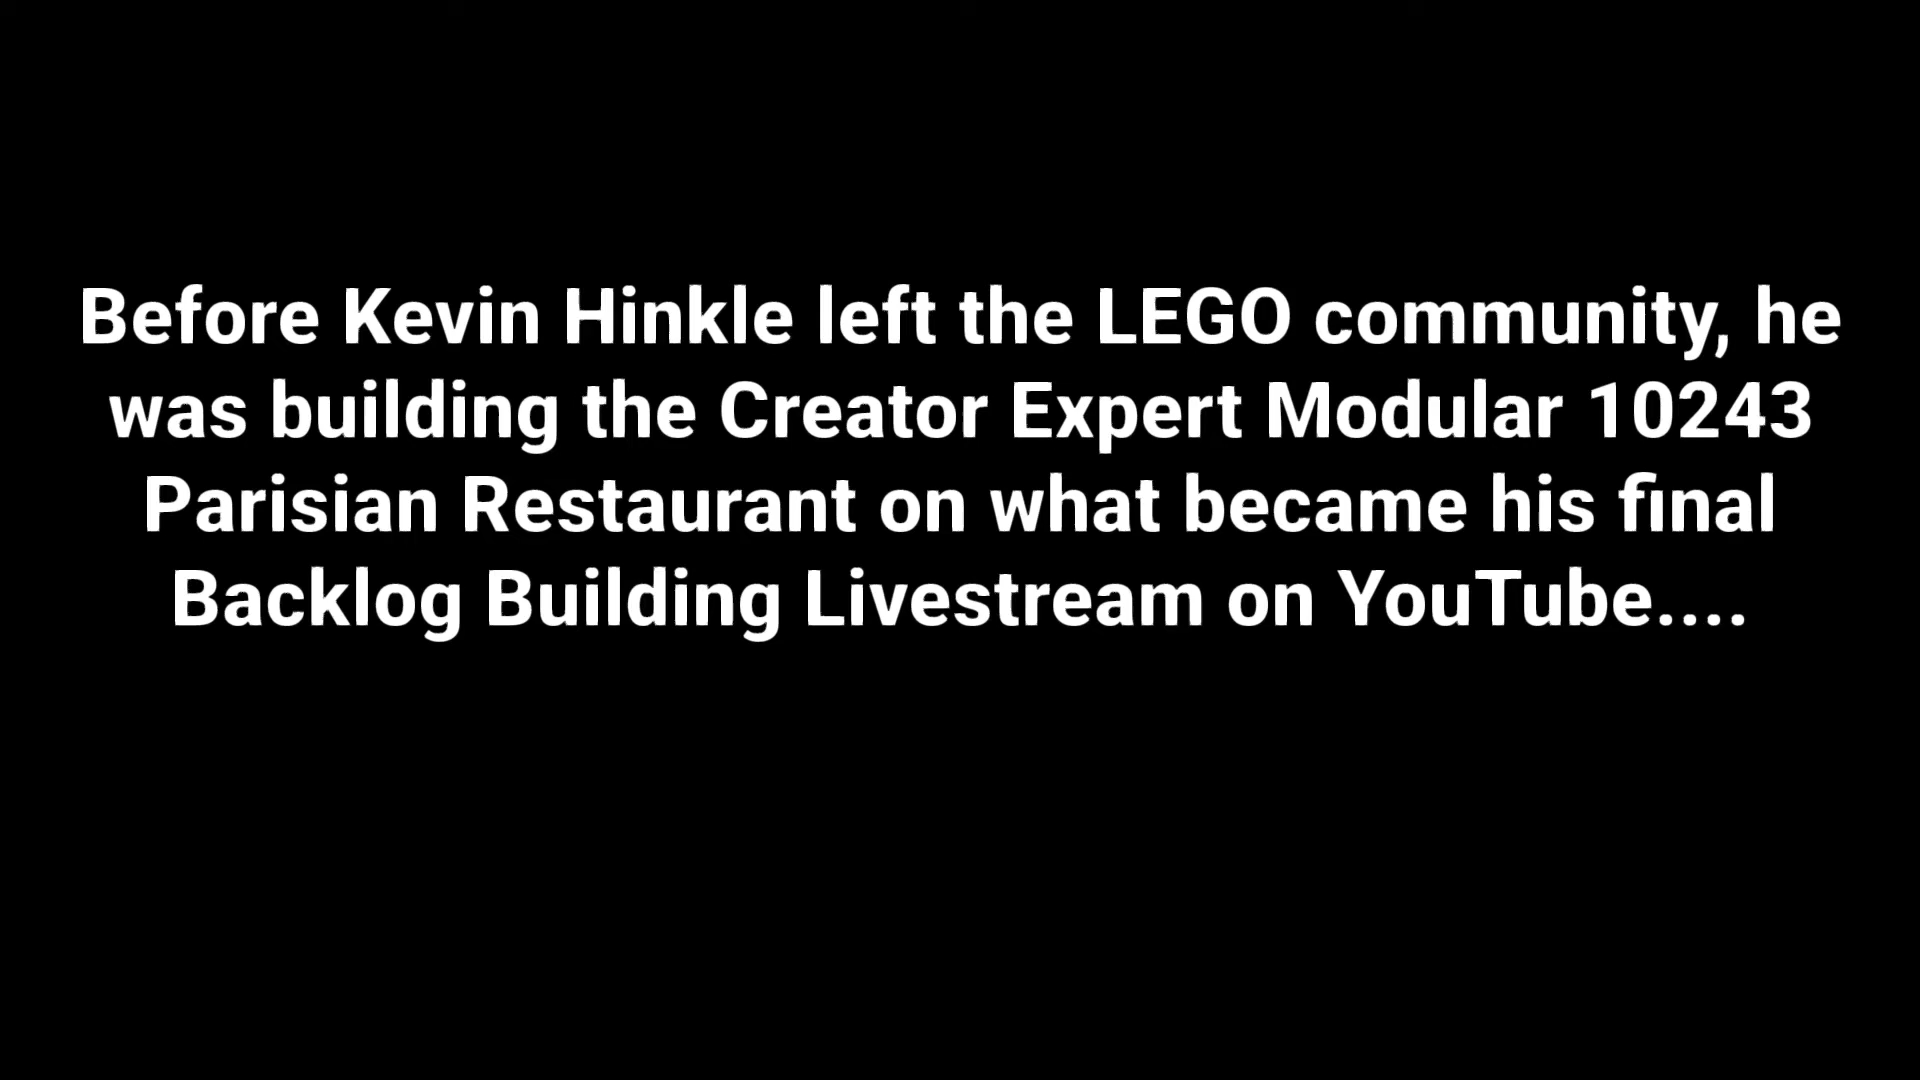 Before Kevin Hinkle left the LEGO community, he
was building the Creator Expert Modular 10243
Parisian Restaurant on what became his final
Backlog Building Livestream on YouTube....